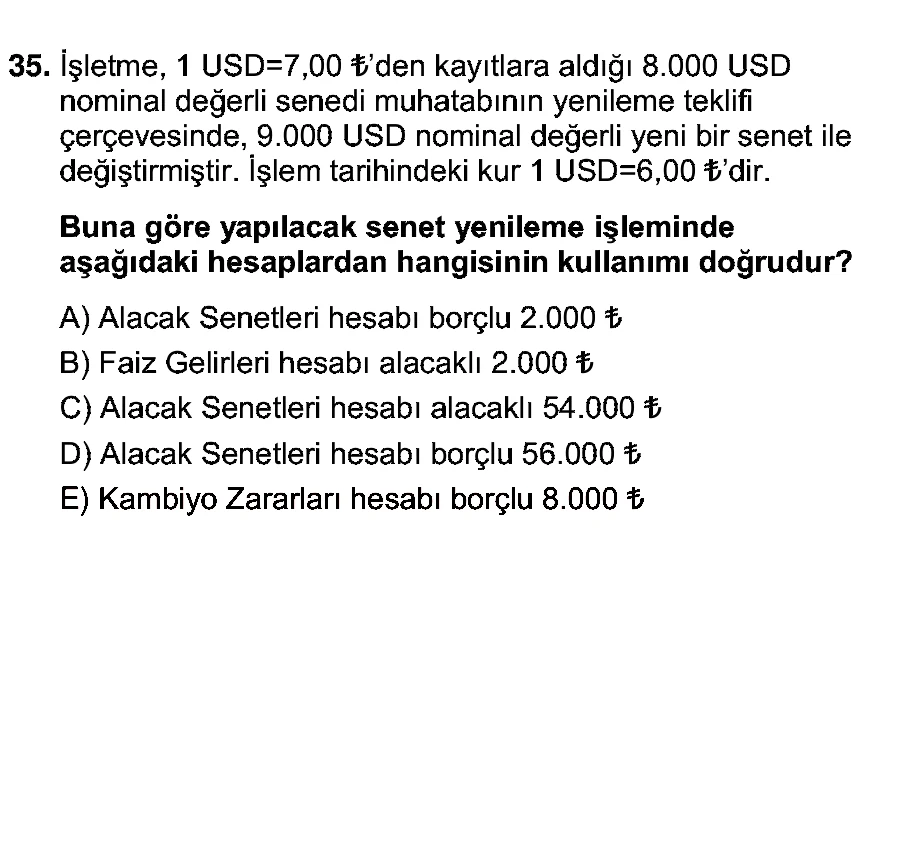 35. İşletme, 1 USD=7,00 ₺’den kayıtlara aldığı 8.000 USD
nominal değerli senedi muhatabının yenileme teklifi
çerçevesinde, 9.000 USD nominal değerli yeni bir senet ile
değiştirmiştir. İşlem tarihindeki kur 1 USD=6,00 ₺’dir.
Buna göre yapılacak senet yenileme işleminde
aşağıdaki hesaplardan hangisinin kullanımı doğrudur?
A) Alacak Senetleri hesabı borçlu 2.000 ₺
B) Faiz Gelirleri hesabı alacaklı 2.000 ₺
C) Alacak Senetleri hesabı alacaklı 54.000 ₺
D) Alacak Senetleri hesabı borçlu 56.000 ₺
E) Kambiyo Zararları hesabı borçlu 8.000 ₺